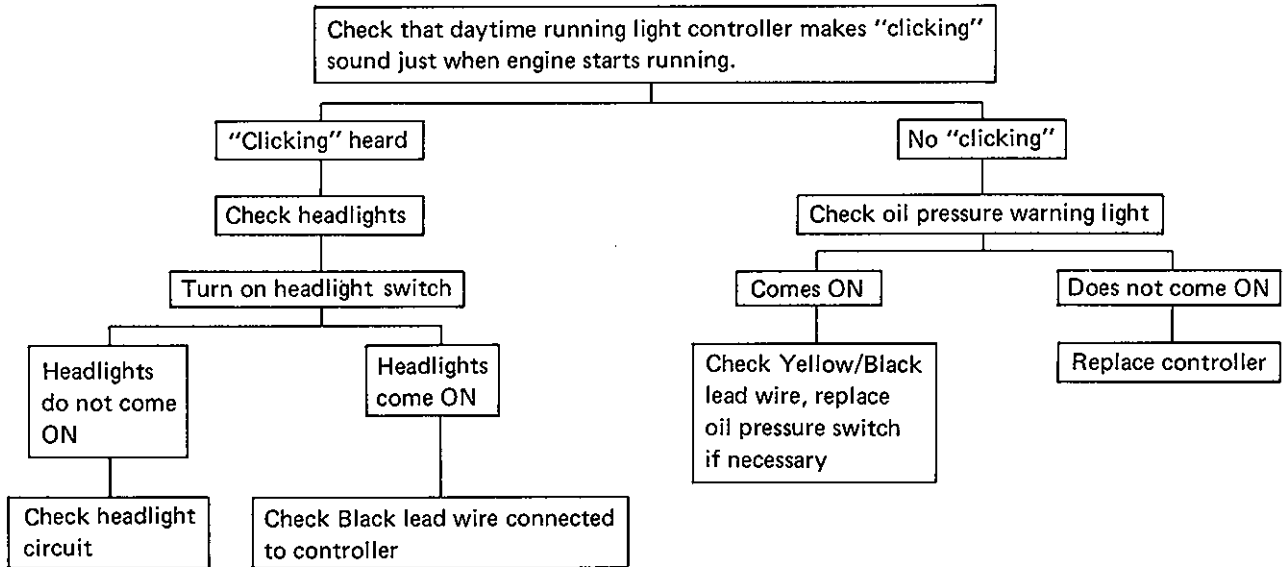 Check that daytime running light controller makes "clicking"
sound just when engine starts running.
"Clicking" heard
No "clicking"
Check headlights
Check oil pressure warning light
Turn on headlight switch
Comes ON
Does not come ON
Headlights
do not come
ON
Headlights
come ON
Check Yellow/Black
lead wire, replace
oil pressure switch
if necessary
Replace controller
Check headlight
circuit
Check Black lead wire connected
to controller